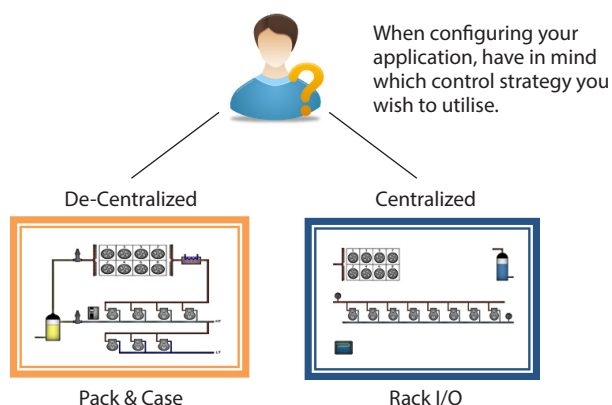 When configuring your
application, have in mind
which control strategy you
wish to utilise.
De-Centralized
Centralized
Pack & Case
Rack I/O